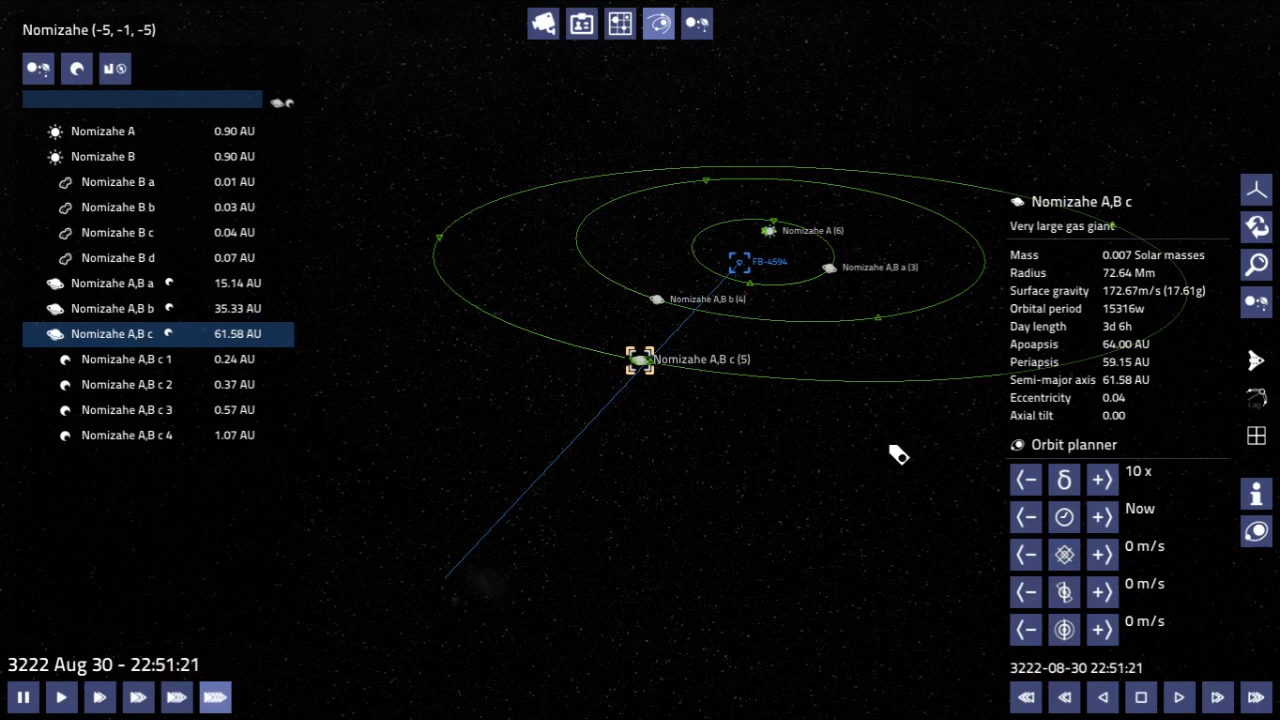 Nomizahe (-5, -1, -5)
Nomizahe A 0.90 AU
Nomizahe B 0.90 AU
Nomizahe B a 0.01 AU
Nomizahe B b 0.03 AU
Nomizahe B c 0.04 AU
Nomizahe B d 0.07 AU
Nomizahe A,B a 15.14 AU
Nomizahe A,B b 35.33 AU
Nomizahe A,B c 61.58 AU
Nomizahe A,B c 1 0.24 AU
Nomizahe A,B c 2 0.37 AU
Nomizahe A,B c 3 0.57 AU
Nomizahe A,B c 4 1.07 AU
Nomizahe A (6)
FB-4594
Nomizahe A,B a (3)
Nomizahe A,B b (4)
Nomizahe A,B c (5)
Nomizahe A,B c
Very large gas giant
Mass 0.007 Solar masses
Radius 72.64 Mm
Surface gravity 172.67m/s (17.61g)
Orbital period 15316w
Day length 3d 6h
Apoapsis 64.00 AU
Periapsis 59.15 AU
Semi-major axis 61.58 AU
Eccentricity 0.04
Axial tilt 0.00
Orbit planner
⟨− δ +⟩ 10 x
⟨− +⟩ Now
⟨− +⟩ 0 m/s
⟨− +⟩ 0 m/s
⟨− +⟩ 0 m/s
3222-08-30 22:51:21
3222 Aug 30 - 22:51:21